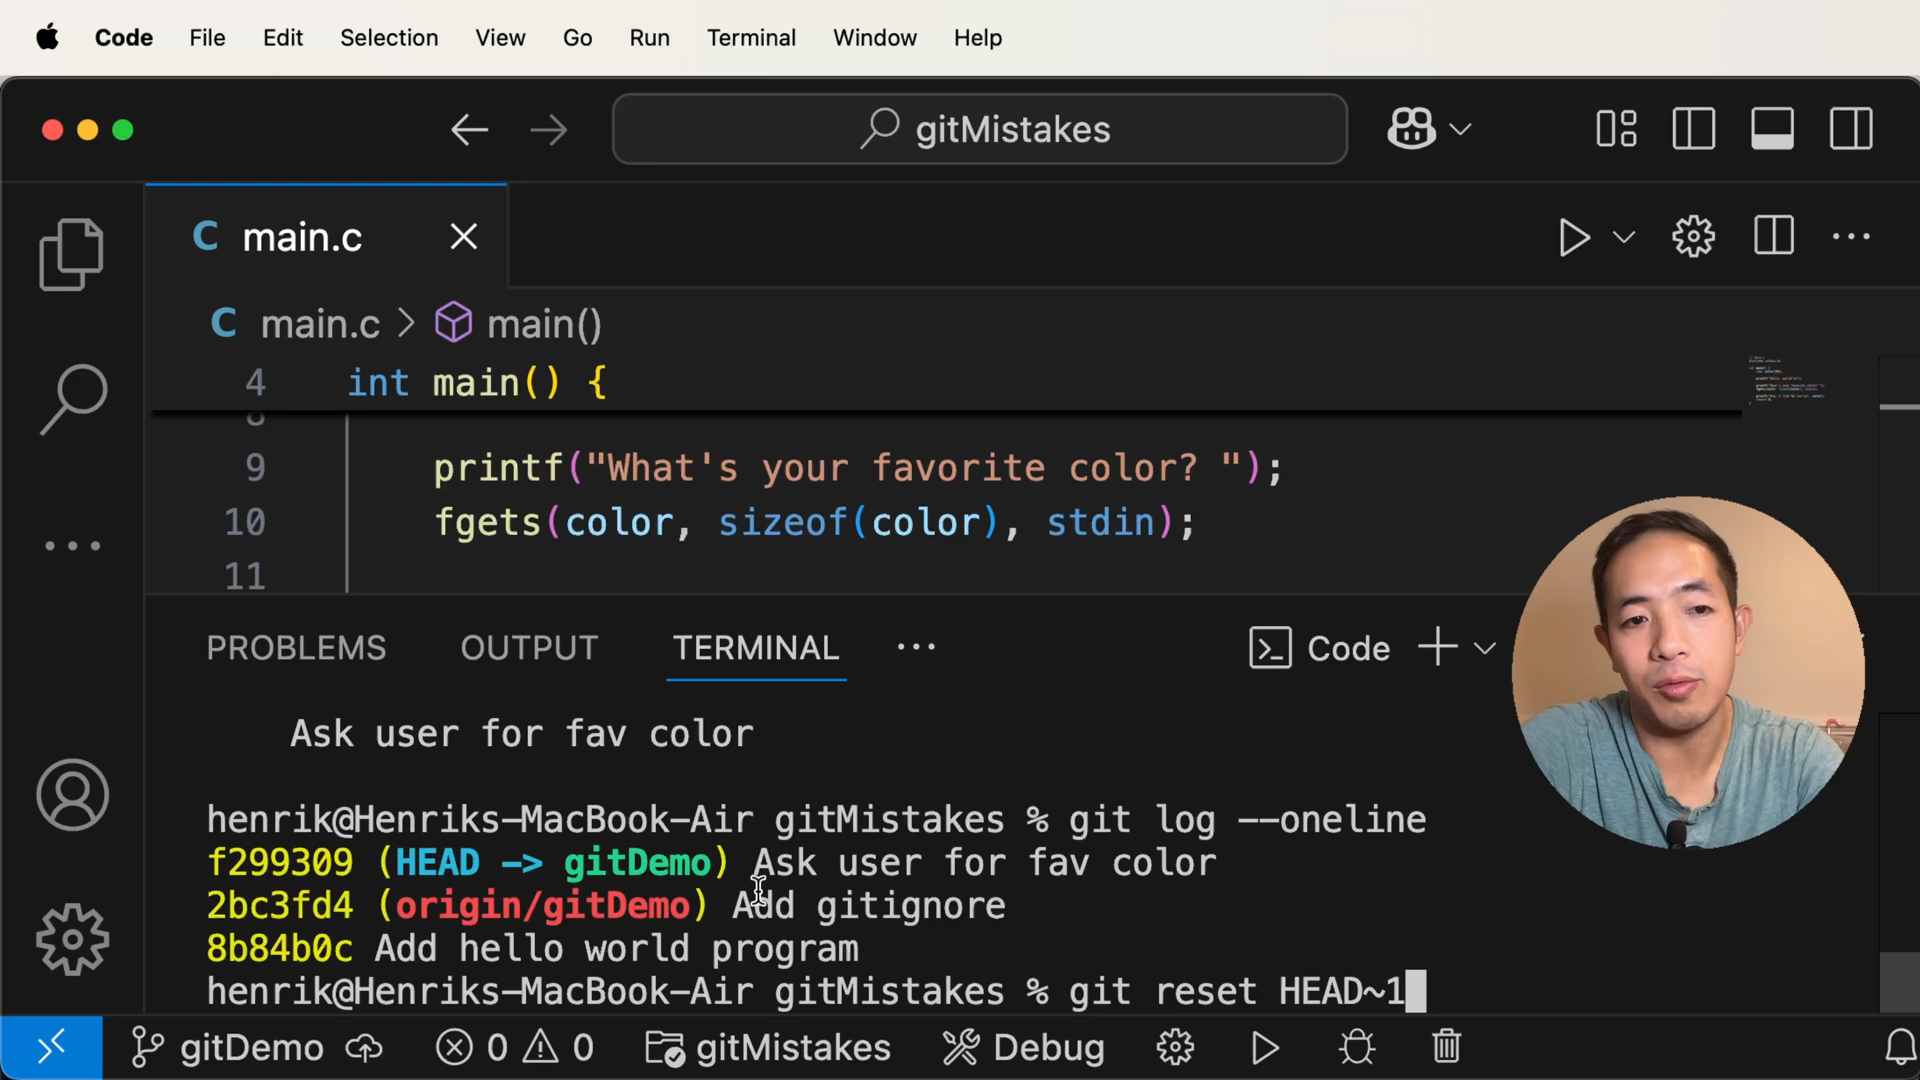 Code File Edit Selection View Go Run Terminal Window Help
gitMistakes
C main.c
C main.c > main()
4 int main() {
8
9 printf("What's your favorite color? ");
10 fgets(color, sizeof(color), stdin);
11
PROBLEMS OUTPUT TERMINAL ... Code
Ask user for fav color
henrik@Henriks-MacBook-Air gitMistakes % git log --oneline
f299309 (HEAD -> gitDemo) Ask user for fav color
2bc3fd4 (origin/gitDemo) Add gitignore
8b84b0c Add hello world program
henrik@Henriks-MacBook-Air gitMistakes % git reset HEAD~1
gitDemo 0 0 gitMistakes Debug